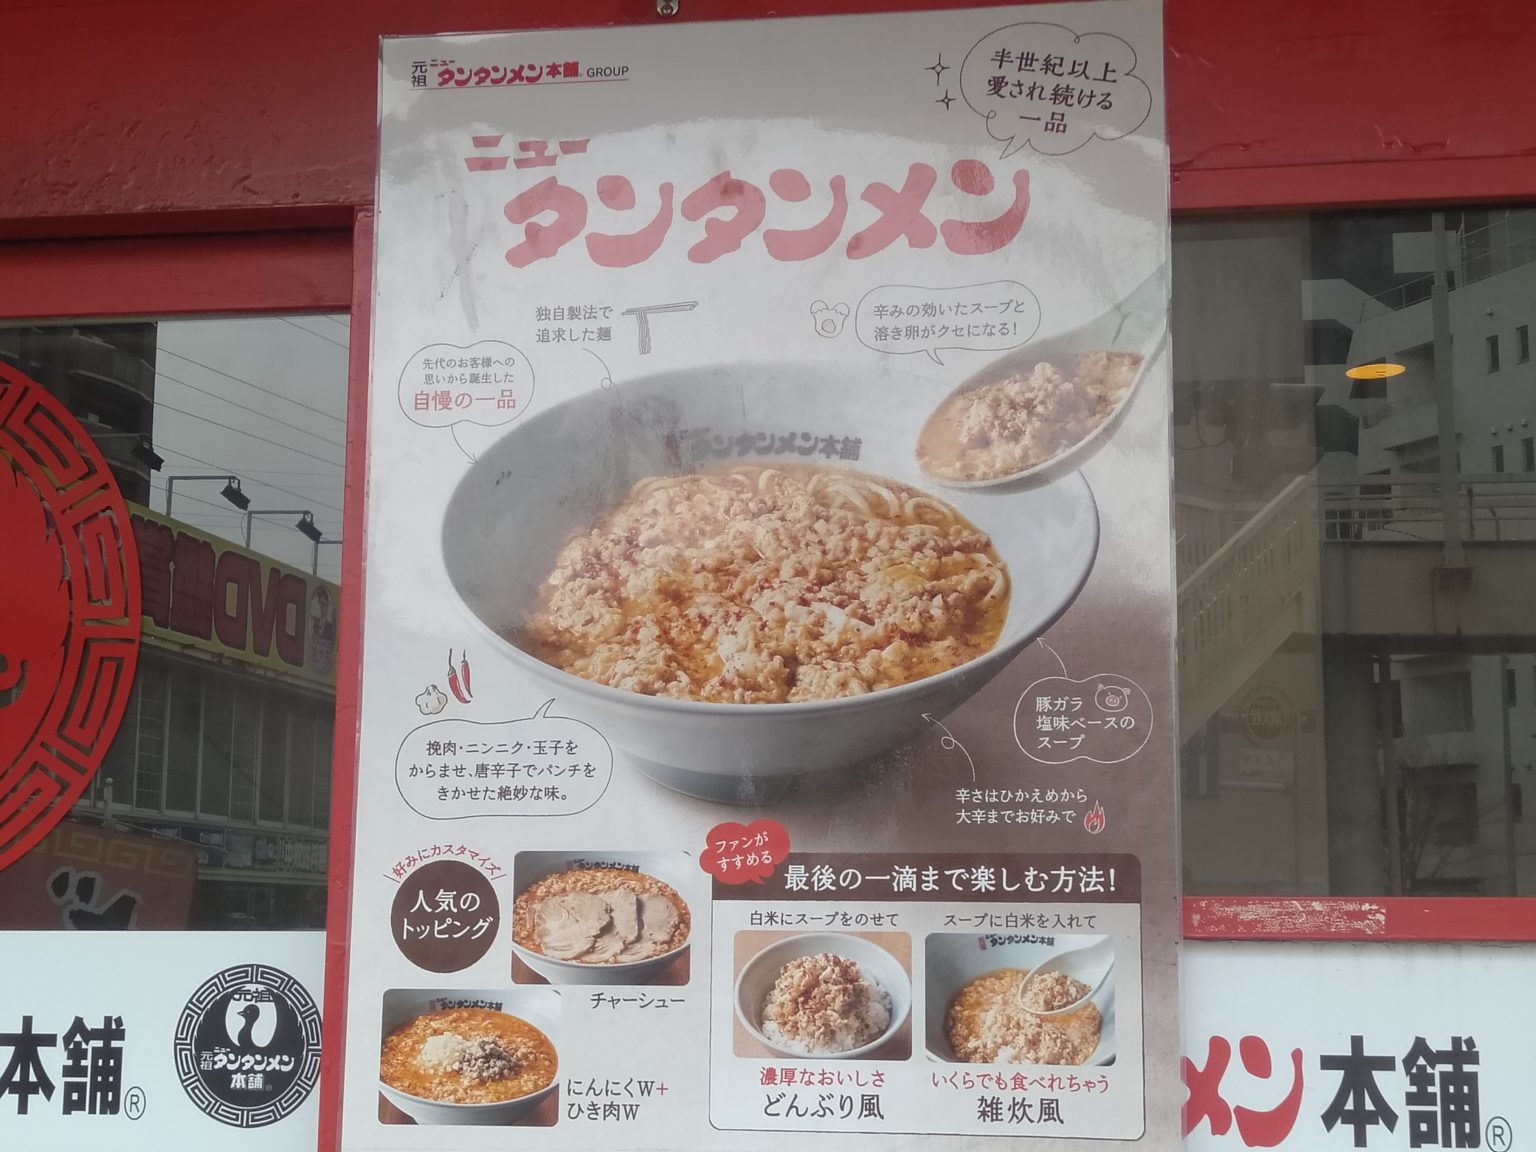 元祖 ニュータンタンメン本舗® GROUP
半世紀以上
愛され続ける
一品
ニュー
タンタンメン
独自製法で
追求した麺
辛みの効いたスープと
溶き卵がクセになる!
先代のお客様への
思いから誕生した
自慢の一品
タンタンメン本舗
挽肉・ニンニク・玉子を
からませ、唐辛子でパンチを
きかせた絶妙な味。
豚ガラ
塩味ベースの
スープ
辛さはひかえめから
大辛までお好みで
好みにカスタマイズ
人気の
トッピング
チャーシュー
にんにくW+
ひき肉W
ファンが
すすめる
最後の一滴まで楽しむ方法!
白米にスープをのせて
濃厚なおいしさ
どんぶり風
スープに白米を入れて
いくらでも食べれちゃう
雑炊風
本舗®
元祖
元祖 ニュータンタンメン
本舗®
メン本舗®
DVD鑑賞